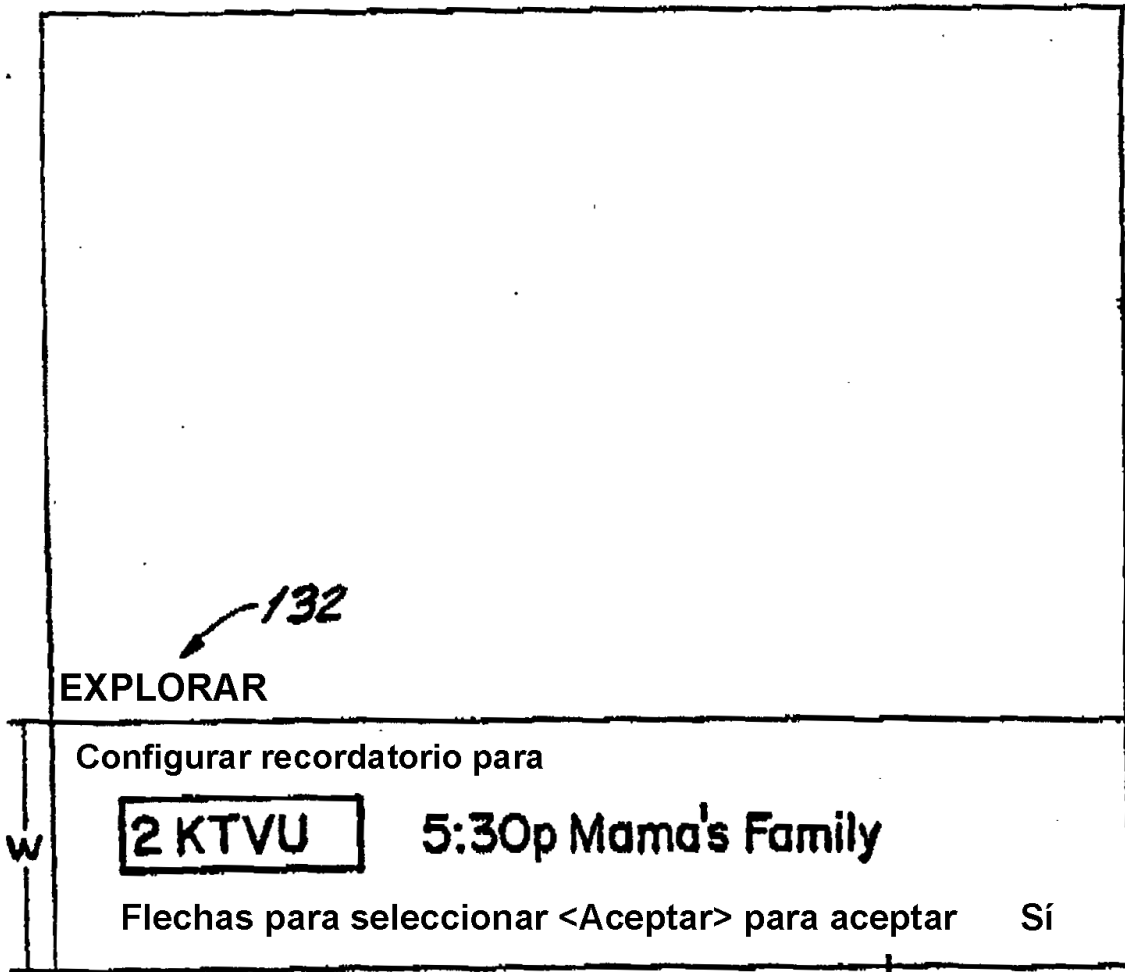 132
EXPLORAR
Configurar recordatorio para
W
2 KTVU 5:30p Mama's Family
Flechas para seleccionar <Aceptar> para aceptar Sí